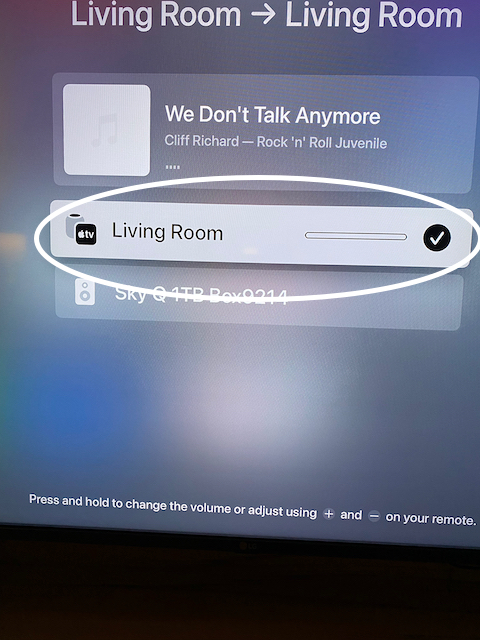 Living Room → Living Room
We Don't Talk Anymore
Cliff Richard — Rock 'n' Roll Juvenile
tv
Living Room
Sky Q 1TB Box9214
Press and hold to change the volume or adjust using + and − on your remote.
LG